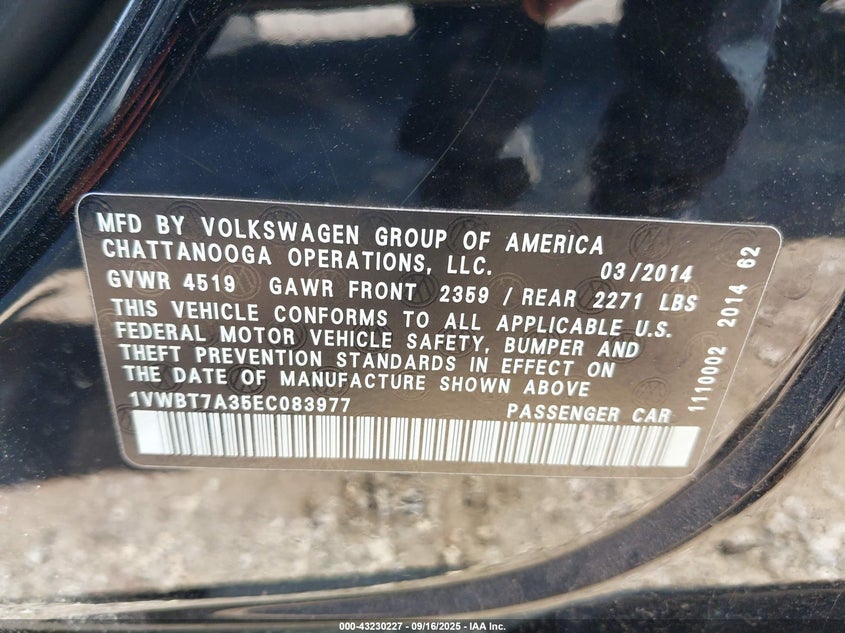 MFD BY VOLKSWAGEN GROUP OF AMERICA
CHATTANOOGA OPERATIONS, LLC. 03/2014
GVWR 4519 GAWR FRONT 2359 / REAR 2271 LBS
THIS VEHICLE CONFORMS TO ALL APPLICABLE U.S.
FEDERAL MOTOR VEHICLE SAFETY, BUMPER AND
THEFT PREVENTION STANDARDS IN EFFECT ON
THE DATE OF MANUFACTURE SHOWN ABOVE
1VWBT7A35EC083977 PASSENGER CAR
1110002 2014 62
000-43230227 - 09/16/2025 - IAA Inc.